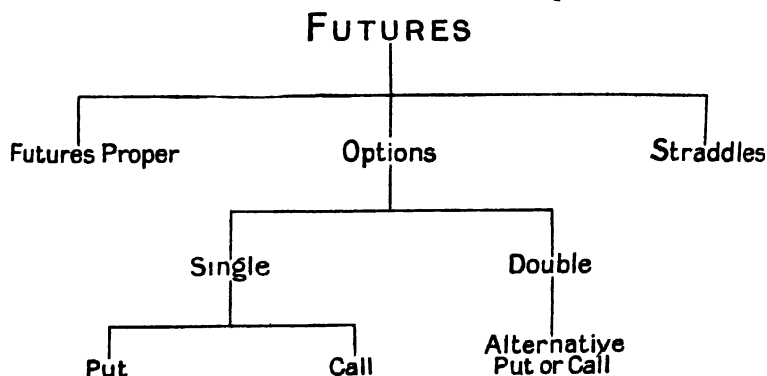 FUTURES
Futures Proper
Options
Straddles
Single
Double
Put
Call
Alternative
Put or Call